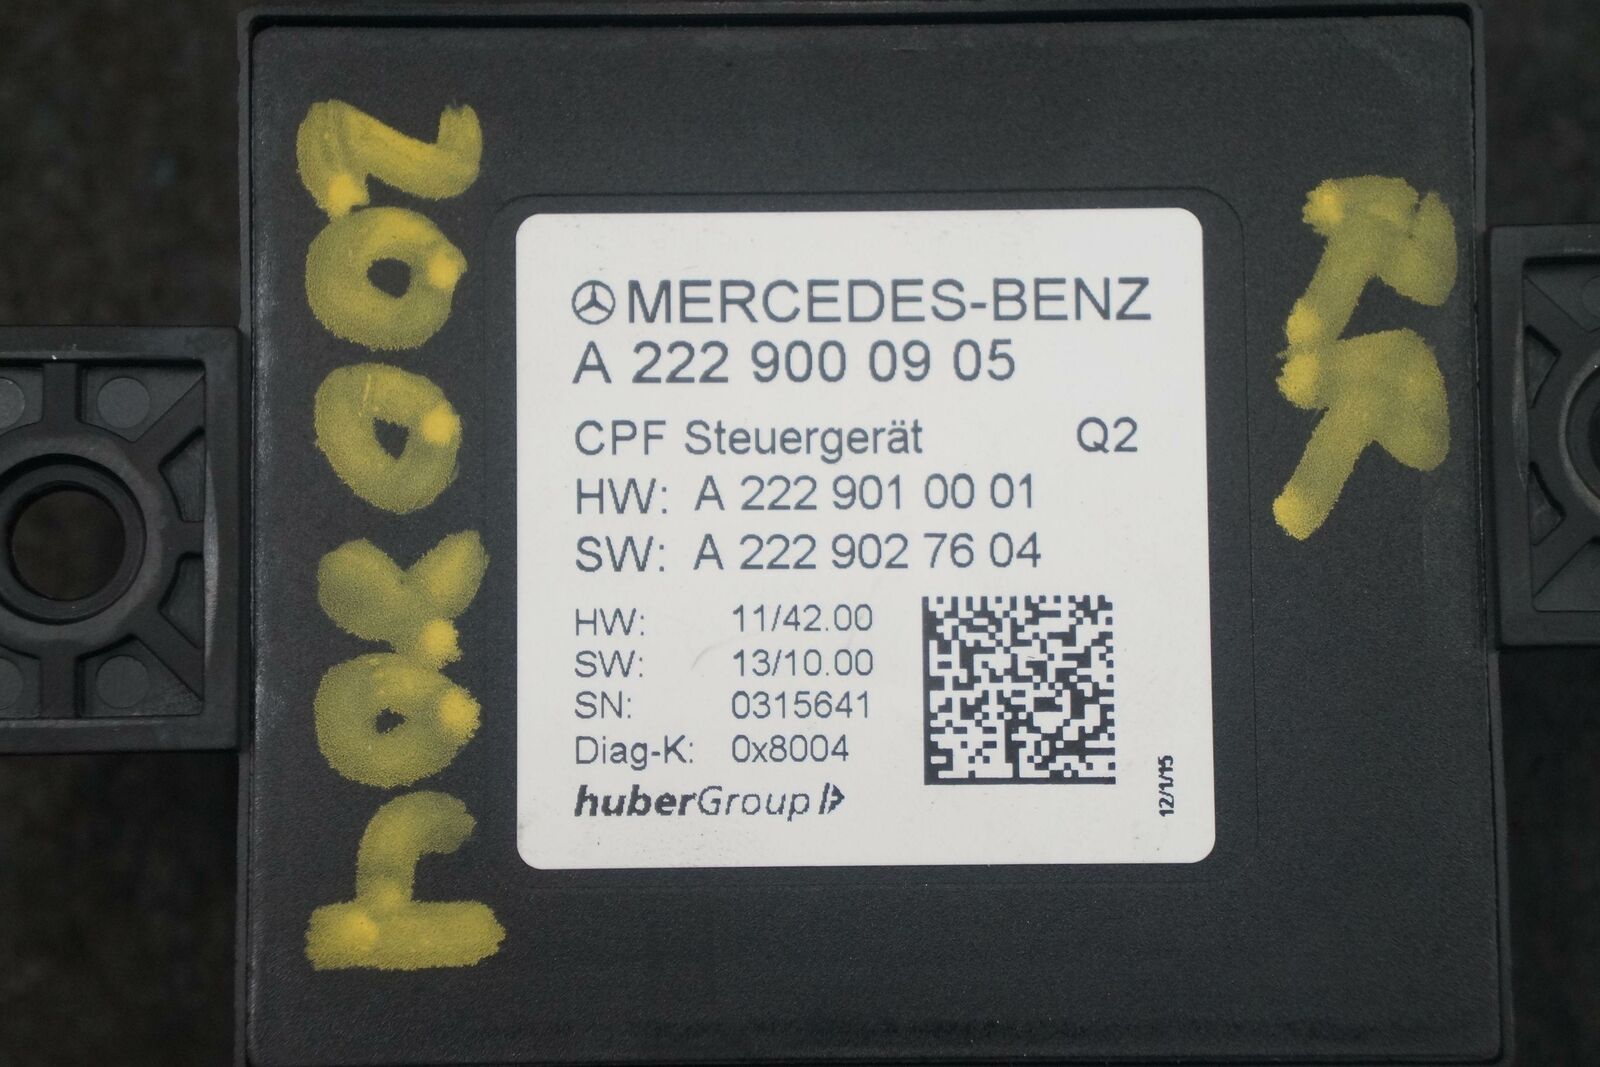 MERCEDES-BENZ
A 222 900 09 05
CPF Steuergerät Q2
HW: A 222 901 00 01
SW: A 222 902 76 04
HW: 11/42.00
SW: 13/10.00
SN: 0315641
Diag-K: 0x8004
huberGroup
12/1/15